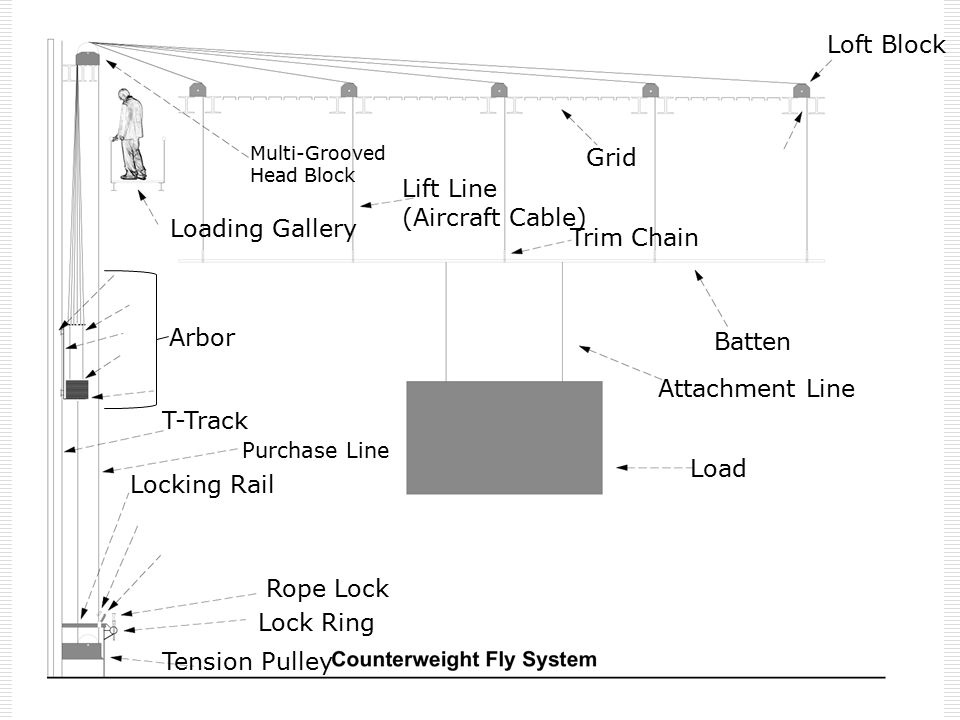 Loft Block
Multi-Grooved
Head Block
Grid
Lift Line
(Aircraft Cable)
Loading Gallery
Trim Chain
Arbor
Batten
Attachment Line
T-Track
Purchase Line
Load
Locking Rail
Rope Lock
Lock Ring
Tension Pulley
Counterweight Fly System